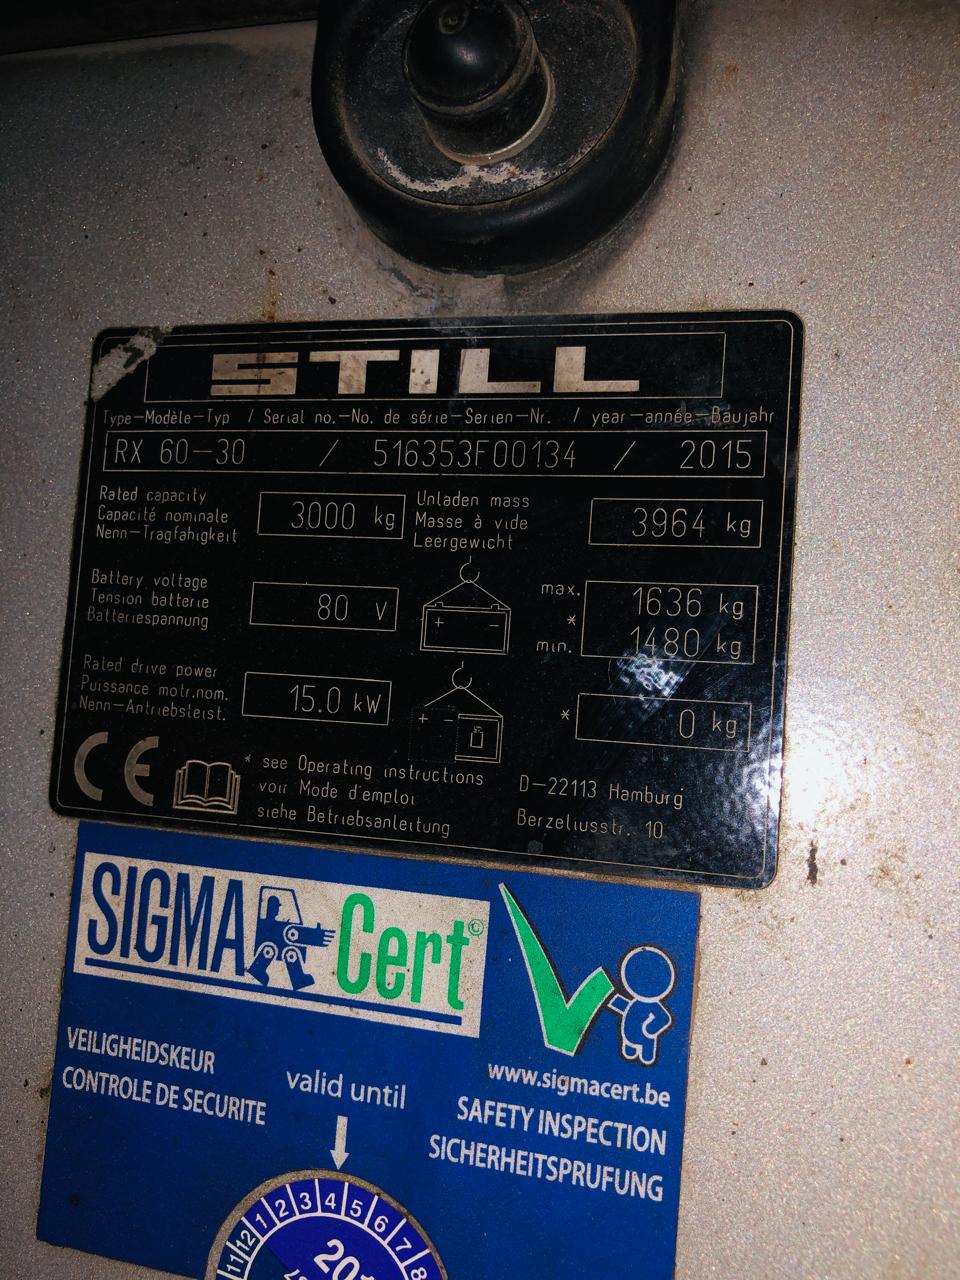 STILL
Type-Modèle-Typ / Serial no.-No. de série-Serien-Nr. / year-année-Baujahr
RX 60-30 / 516353F00134 / 2015
Rated capacity
Capacité nominale
Nenn-Tragfähigkeit
3000 kg
Unladen mass
Masse à vide
Leergewicht
3964 kg
Battery voltage
Tension batterie
Batteriespannung
80 V
+ -
max. 1636 kg
*
min. 1480 kg
Rated drive power
Puissance motr.nom.
Nenn-Antriebsleist.
15.0 kW
+ -
* 0 kg
CE
* see Operating instructions
voir Mode d'emploi
siehe Betriebsanleitung
D-22113 Hamburg
Berzeliusstr. 10
SIGMA Cert©
www.sigmacert.be
VEILIGHEIDSKEUR
CONTROLE DE SECURITE
valid until
SAFETY INSPECTION
SICHERHEITSPRUFUNG
11 12 1 2 3 4 5 6 7 8